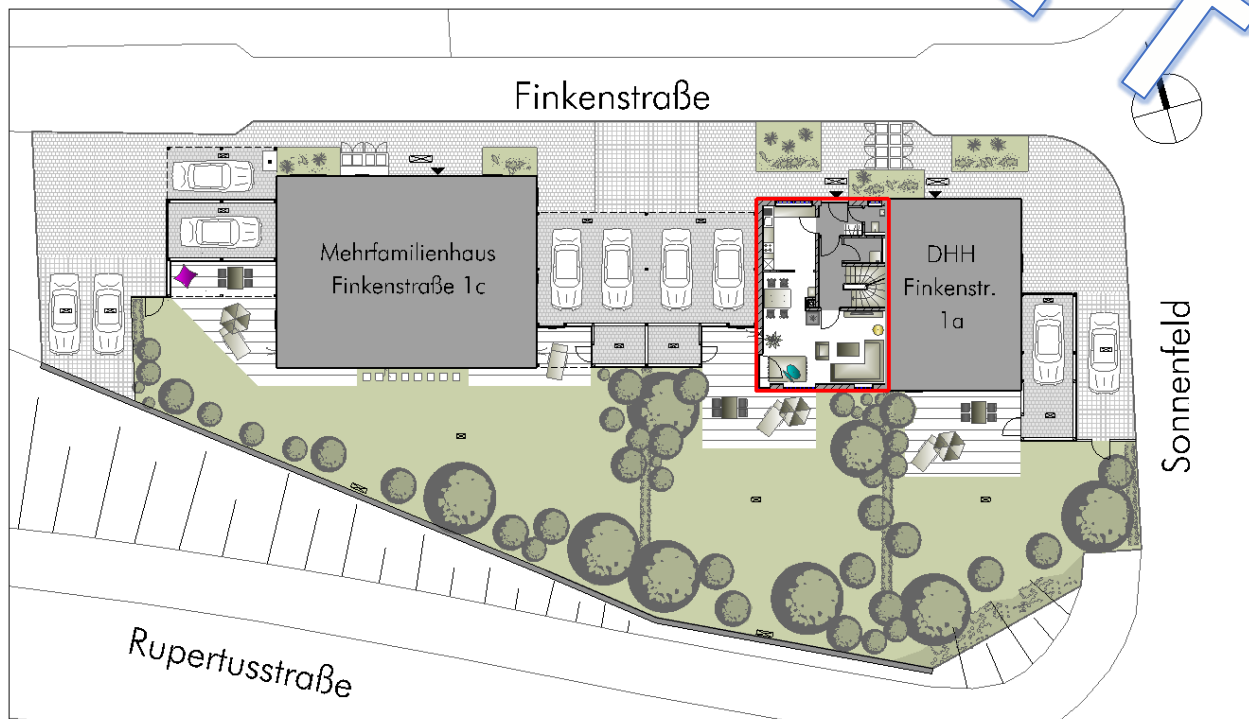 Finkenstraße
Mehrfamilienhaus
Finkenstraße 1c
DHH
Finkenstr.
1a
Sonnenfeld
Rupertusstraße